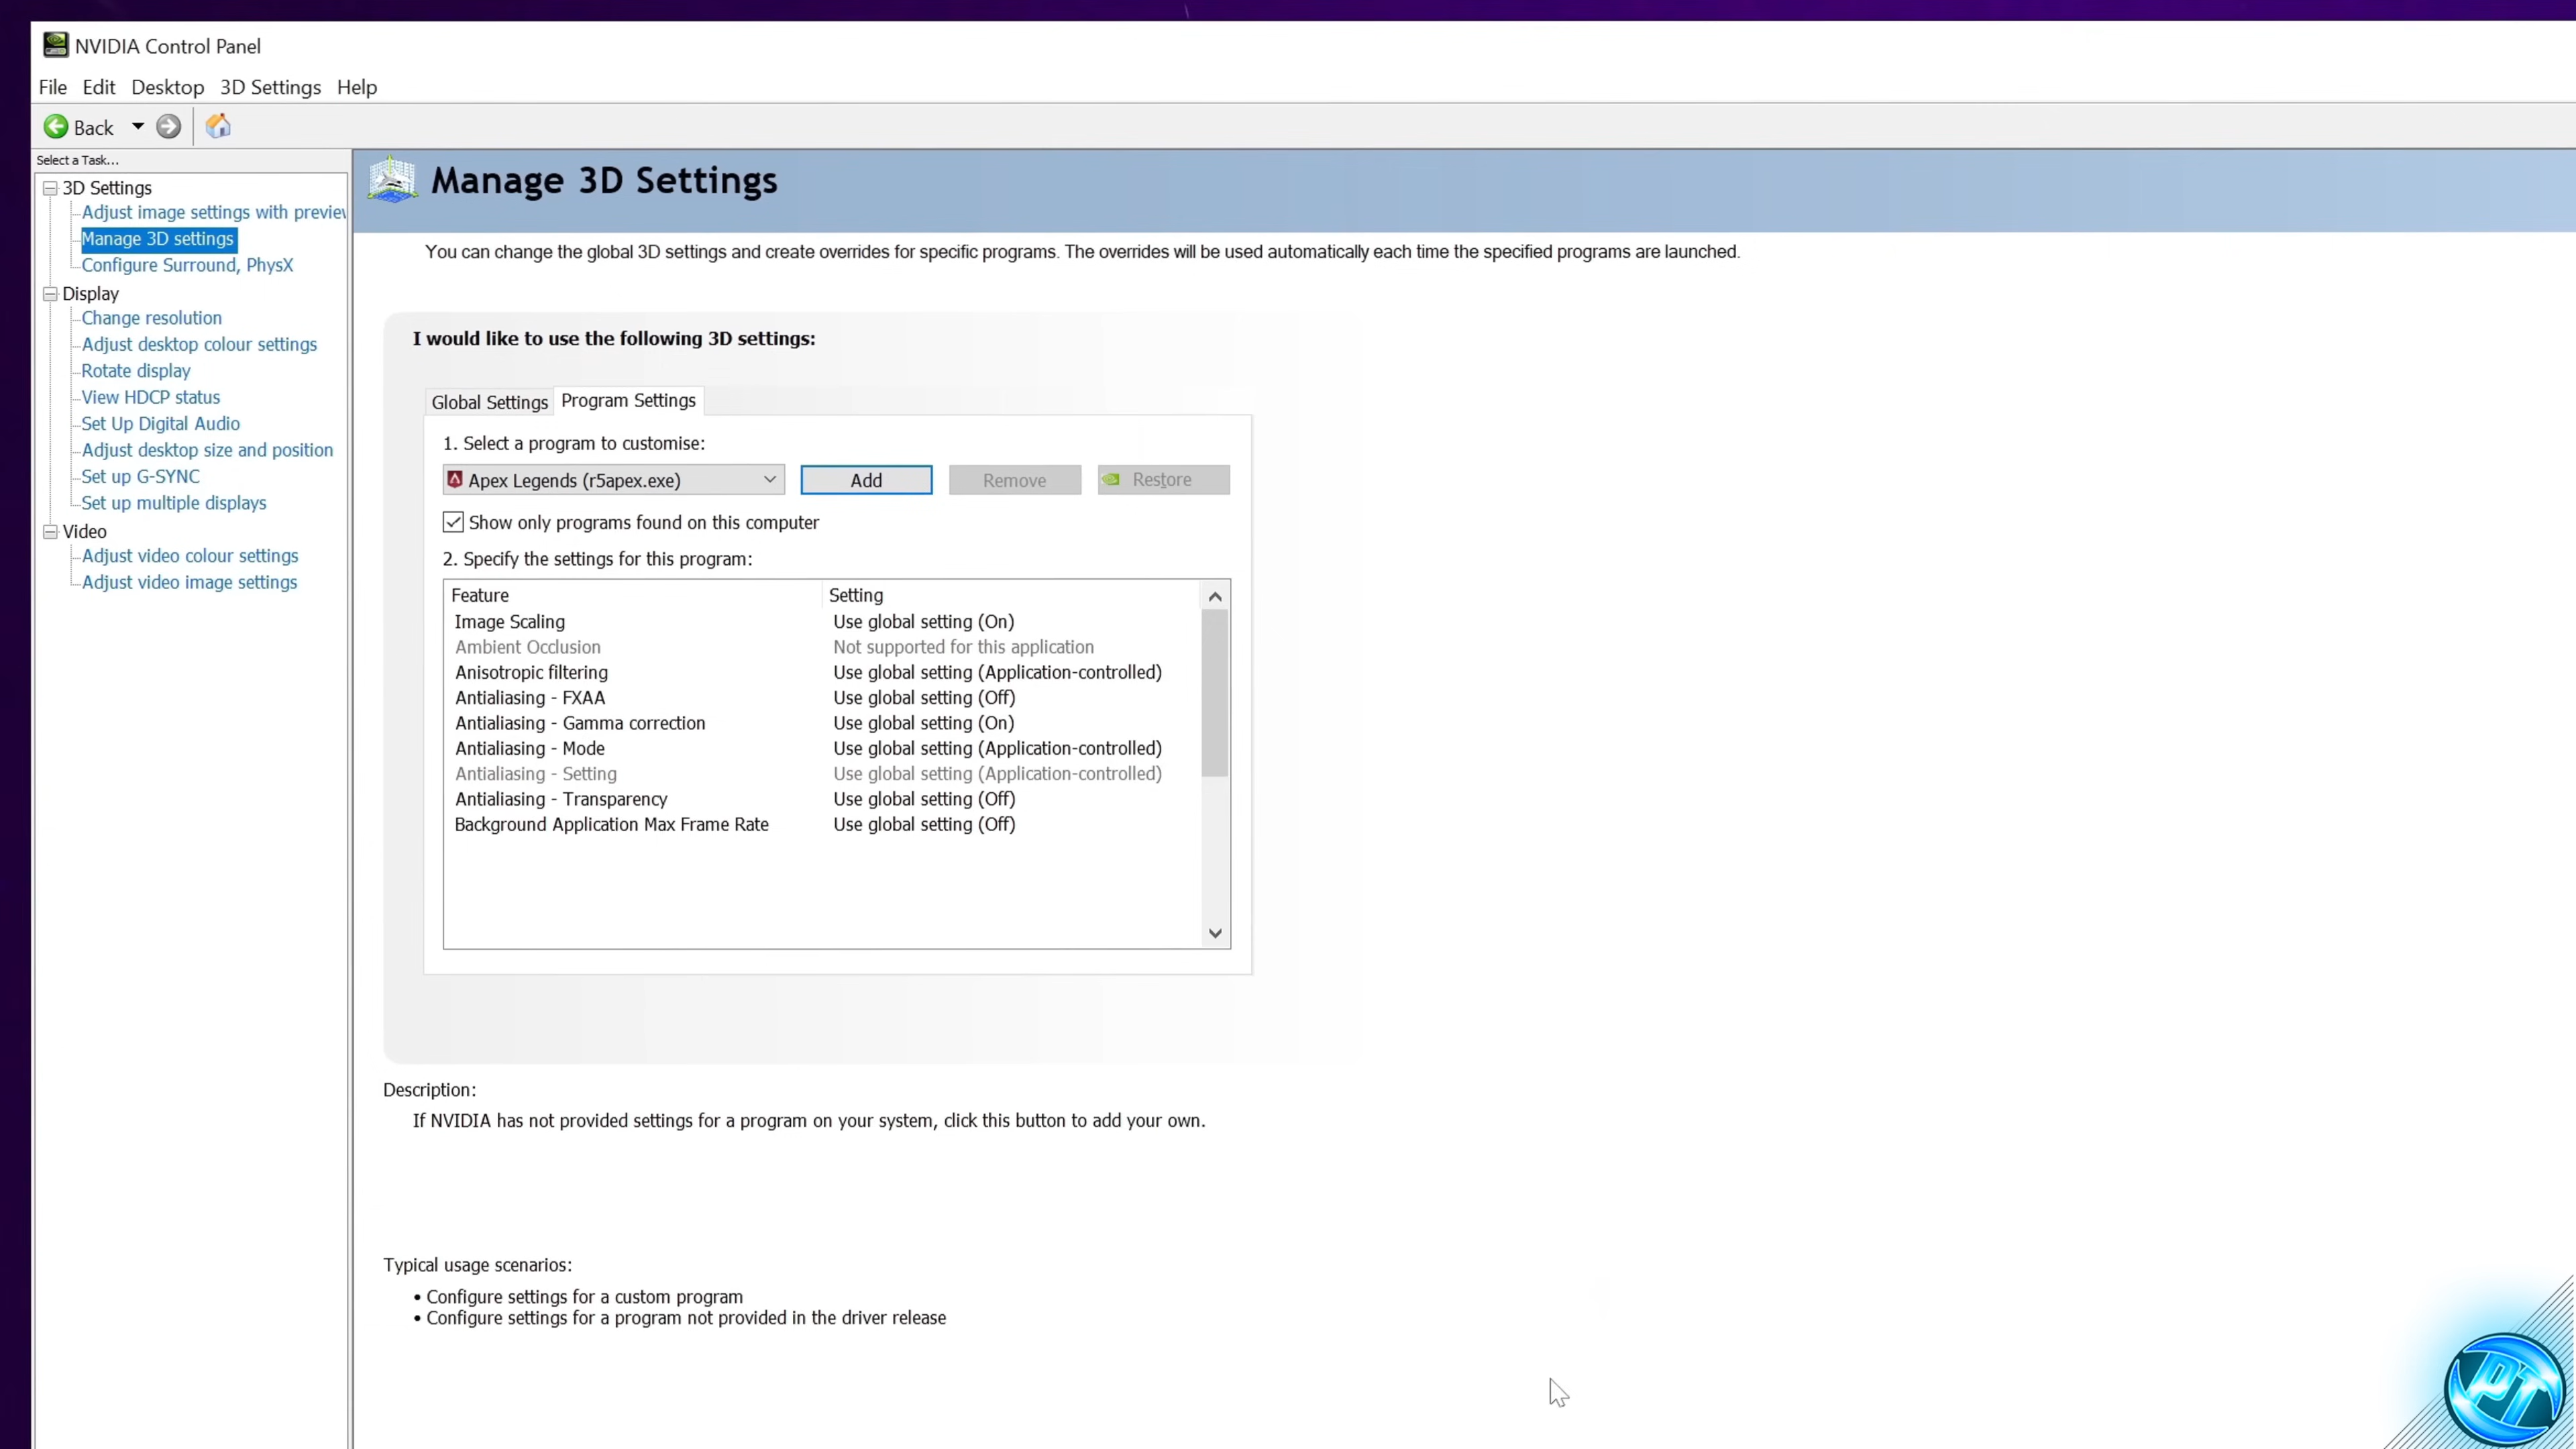 NVIDIA Control Panel
File Edit Desktop 3D Settings Help
Back
Select a Task...
3D Settings
Adjust image settings with preview
Manage 3D settings
Configure Surround, PhysX
Display
Change resolution
Adjust desktop colour settings
Rotate display
View HDCP status
Set Up Digital Audio
Adjust desktop size and position
Set up G-SYNC
Set up multiple displays
Video
Adjust video colour settings
Adjust video image settings
Manage 3D Settings
You can change the global 3D settings and create overrides for specific programs. The overrides will be used automatically each time the specified programs are launched.
I would like to use the following 3D settings:
Global Settings Program Settings
1. Select a program to customise:
Apex Legends (r5apex.exe) Add Remove Restore
Show only programs found on this computer
2. Specify the settings for this program:
Feature Setting
Image Scaling Use global setting (On)
Ambient Occlusion Not supported for this application
Anisotropic filtering Use global setting (Application-controlled)
Antialiasing - FXAA Use global setting (Off)
Antialiasing - Gamma correction Use global setting (On)
Antialiasing - Mode Use global setting (Application-controlled)
Antialiasing - Setting Use global setting (Application-controlled)
Antialiasing - Transparency Use global setting (Off)
Background Application Max Frame Rate Use global setting (Off)
Description:
If NVIDIA has not provided settings for a program on your system, click this button to add your own.
Typical usage scenarios:
• Configure settings for a custom program
• Configure settings for a program not provided in the driver release
PT